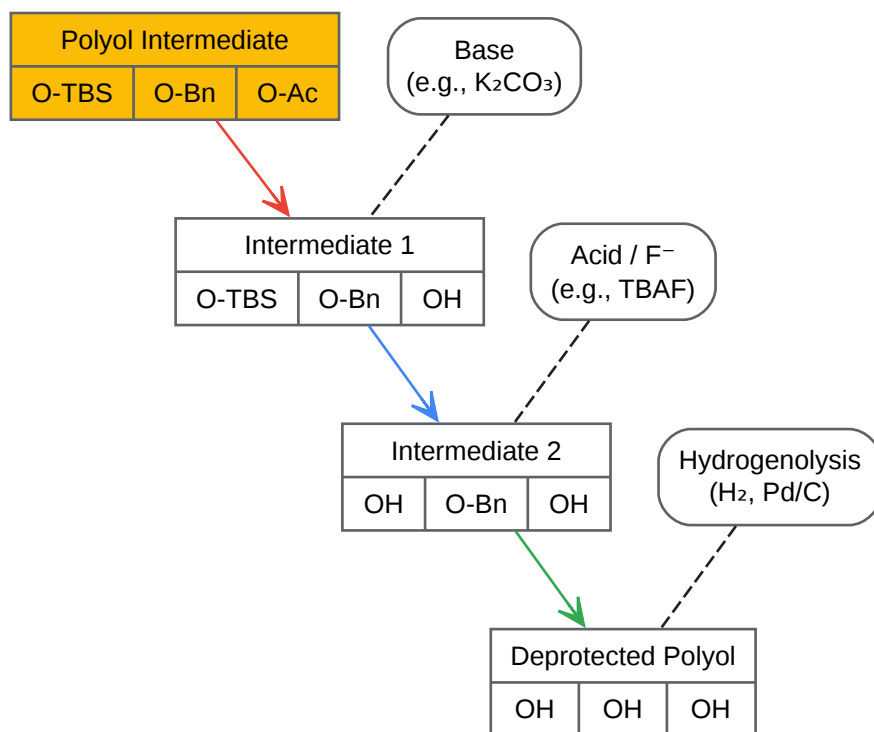 Polyol Intermediate
O-TBS O-Bn O-Ac
Base
(e.g., K₂CO₃)
Intermediate 1
O-TBS O-Bn OH
Acid / F⁻
(e.g., TBAF)
Intermediate 2
OH O-Bn OH
Hydrogenolysis
(H₂, Pd/C)
Deprotected Polyol
OH OH OH